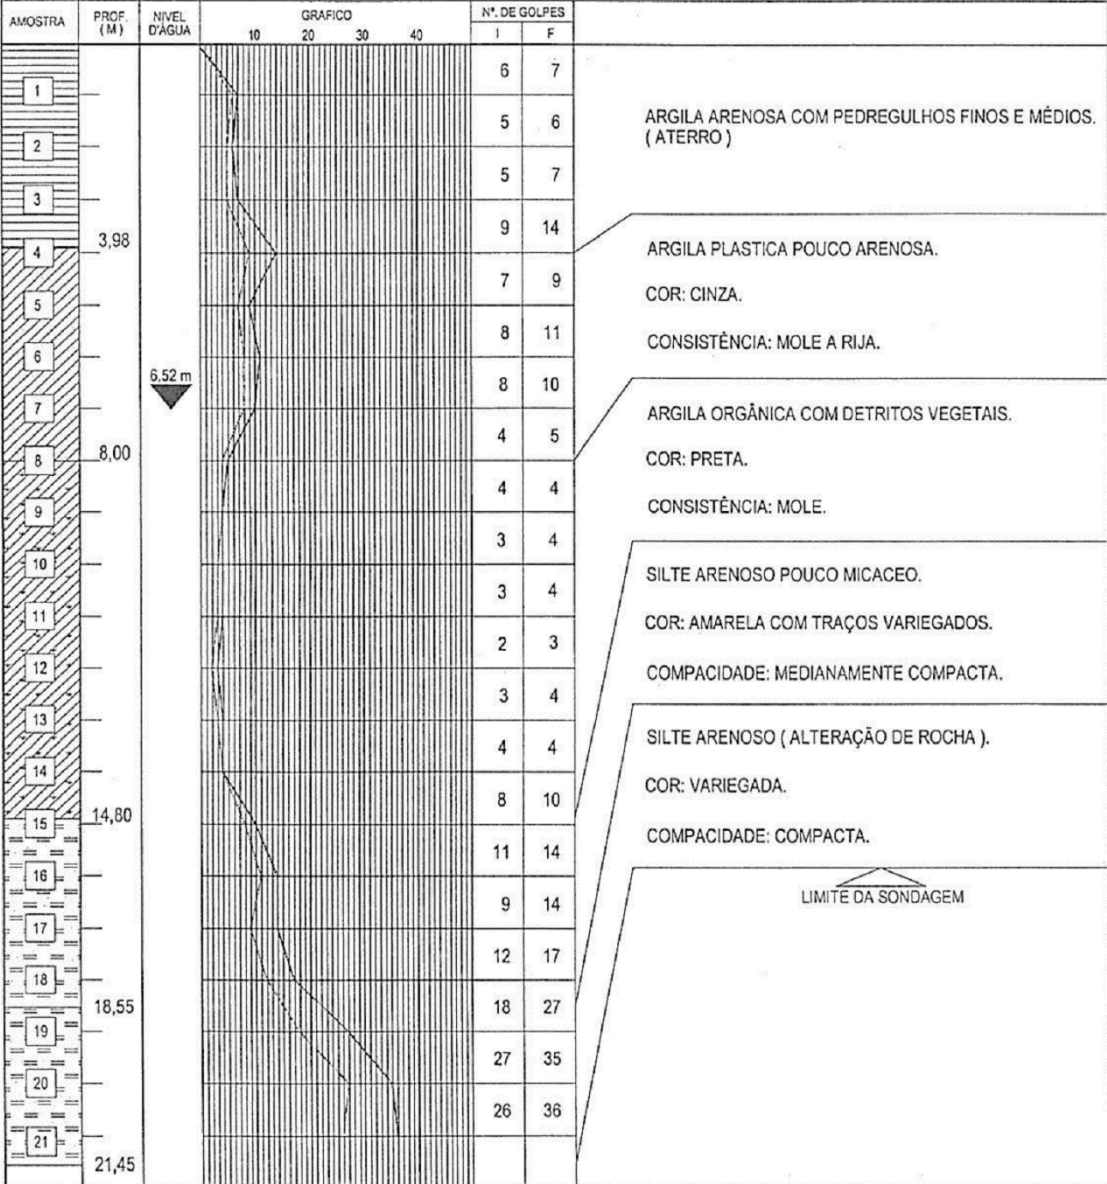 AMOSTRA
PROF. (M)
NIVEL D'ÁGUA
GRAFICO
10 20 30 40
Nº. DE GOLPES
I F
6 7
1
5 6
ARGILA ARENOSA COM PEDREGULHOS FINOS E MÉDIOS.
( ATERRO )
2
5 7
3
9 14
3,98
4
ARGILA PLASTICA POUCO ARENOSA.
7 9
COR: CINZA.
5
8 11
CONSISTÊNCIA: MOLE A RIJA.
6
6,52 m
8 10
7
ARGILA ORGÂNICA COM DETRITOS VEGETAIS.
4 5
8,00
8
COR: PRETA.
4 4
CONSISTÊNCIA: MOLE.
9
3 4
10
SILTE ARENOSO POUCO MICACEO.
3 4
11
COR: AMARELA COM TRAÇOS VARIEGADOS.
2 3
12
COMPACIDADE: MEDIANAMENTE COMPACTA.
3 4
13
SILTE ARENOSO ( ALTERAÇÃO DE ROCHA ).
4 4
14
COR: VARIEGADA.
8 10
14,80
15
COMPACIDADE: COMPACTA.
11 14
16
LIMITE DA SONDAGEM
9 14
17
12 17
18
18,55
18 27
19
27 35
20
26 36
21
21,45